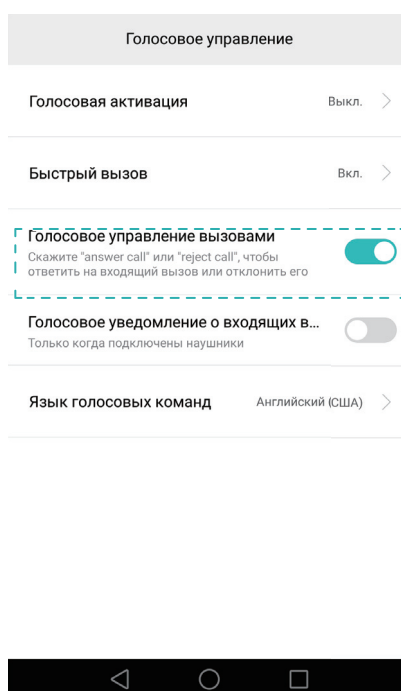 Голосовое управление
Голосовая активация Выкл.
Быстрый вызов Вкл.
Голосовое управление вызовами
Скажите "answer call" или "reject call", чтобы
ответить на входящий вызов или отклонить его
Голосовое уведомление о входящих в...
Только когда подключены наушники
Язык голосовых команд Английский (США)